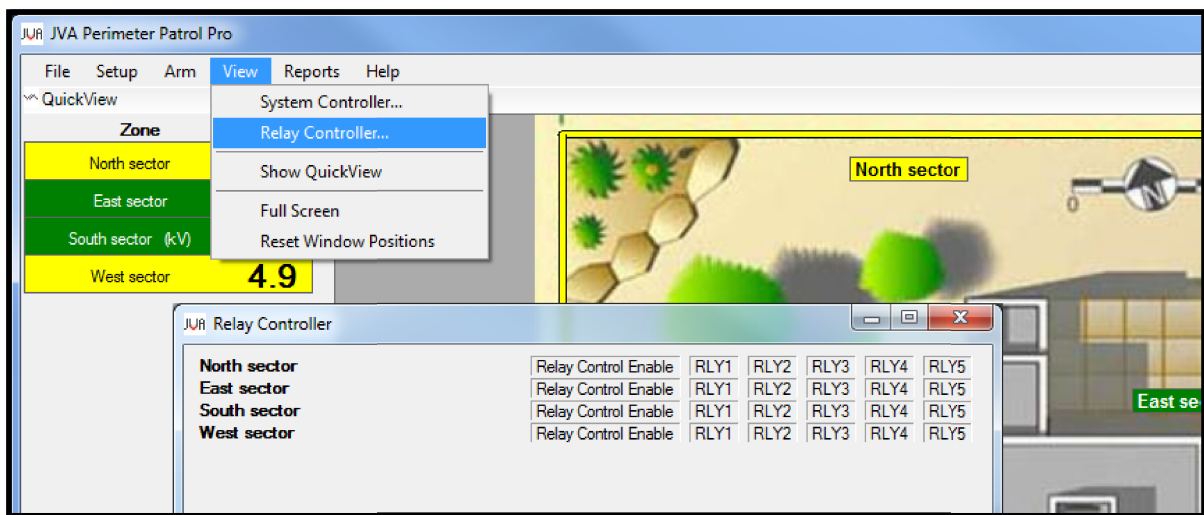 JVA JVA Perimeter Patrol Pro
File Setup Arm View Reports Help
QuickView
System Controller...
Zone
Relay Controller...
North sector
Show QuickView
East sector
Full Screen
South sector (kV)
Reset Window Positions
West sector 4.9
North sector
0 N
JVA Relay Controller
North sector Relay Control Enable RLY1 RLY2 RLY3 RLY4 RLY5
East sector Relay Control Enable RLY1 RLY2 RLY3 RLY4 RLY5
South sector Relay Control Enable RLY1 RLY2 RLY3 RLY4 RLY5
West sector Relay Control Enable RLY1 RLY2 RLY3 RLY4 RLY5
East se